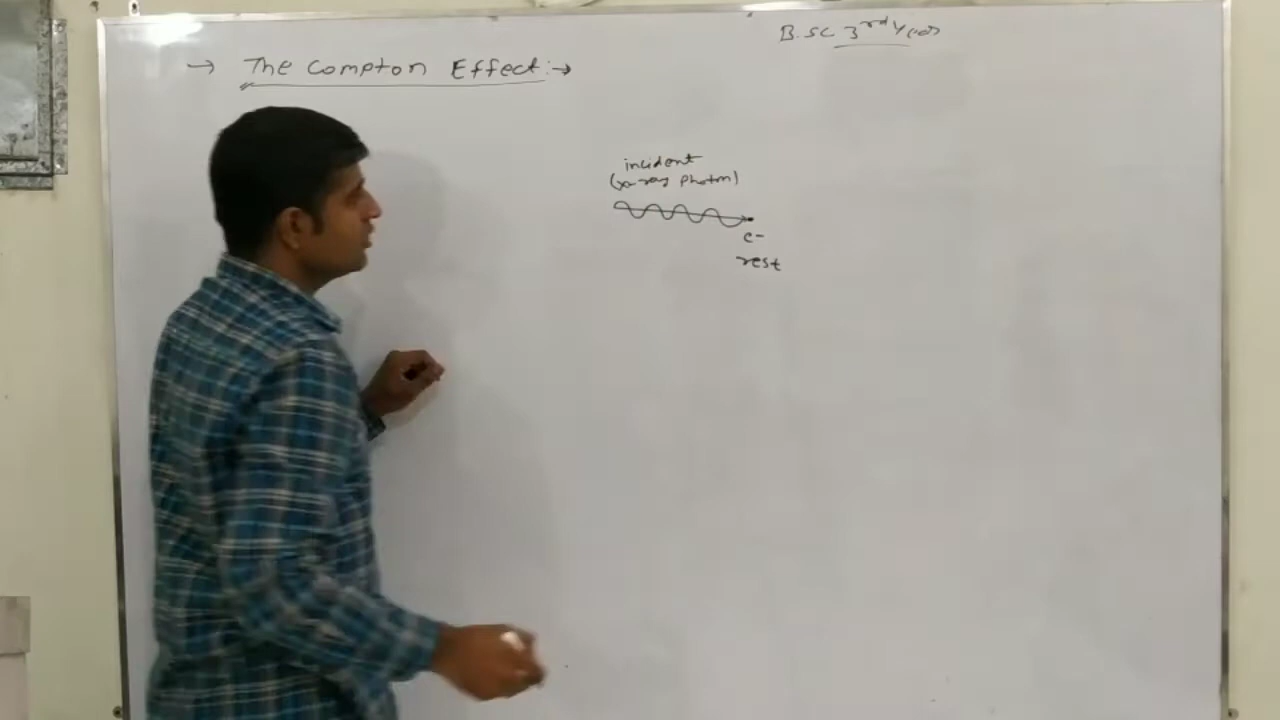 B.SC 3rd Year
→ The Compton Effect:→
incident
(x-ray photon)
e-
rest